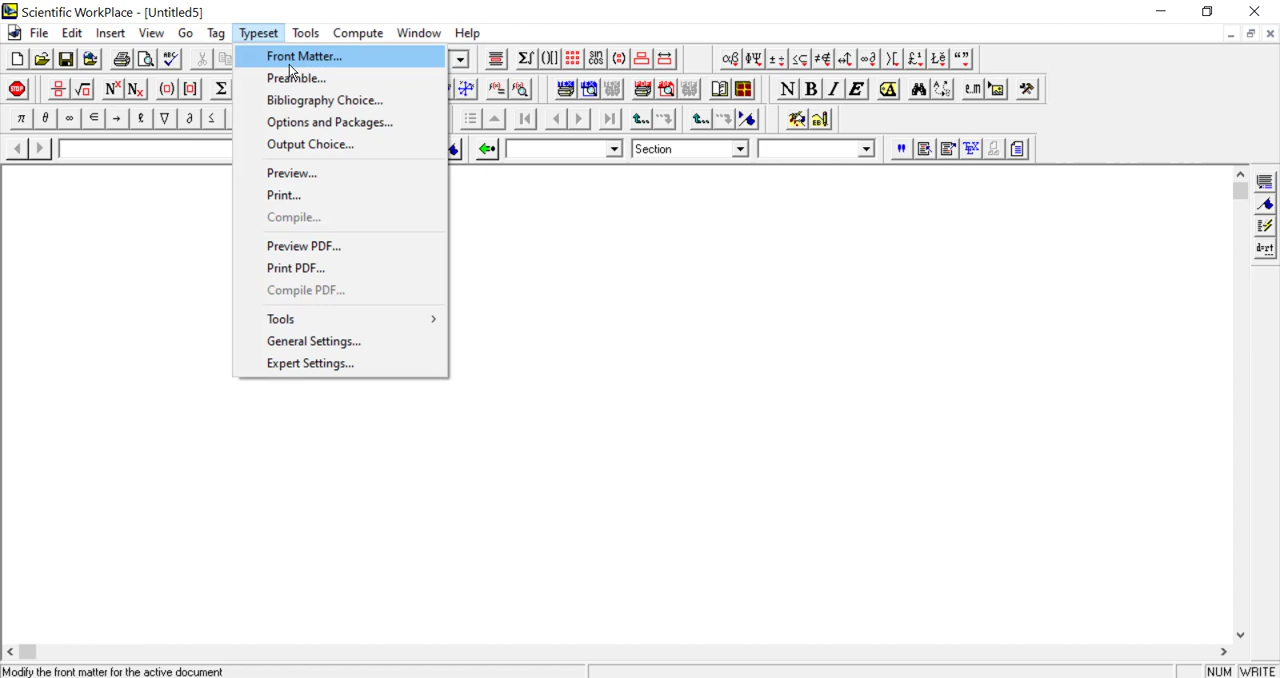 Scientific WorkPlace - [Untitled5]
File Edit Insert View Go Tag Typeset Tools Compute Window Help
Front Matter...
Preamble...
Bibliography Choice...
Options and Packages...
Output Choice...
Preview...
Print...
Compile...
Preview PDF...
Print PDF...
Compile PDF...
Tools
General Settings...
Expert Settings...
STOP
N B I E
Section
Modify the front matter for the active document
NUM WRITE